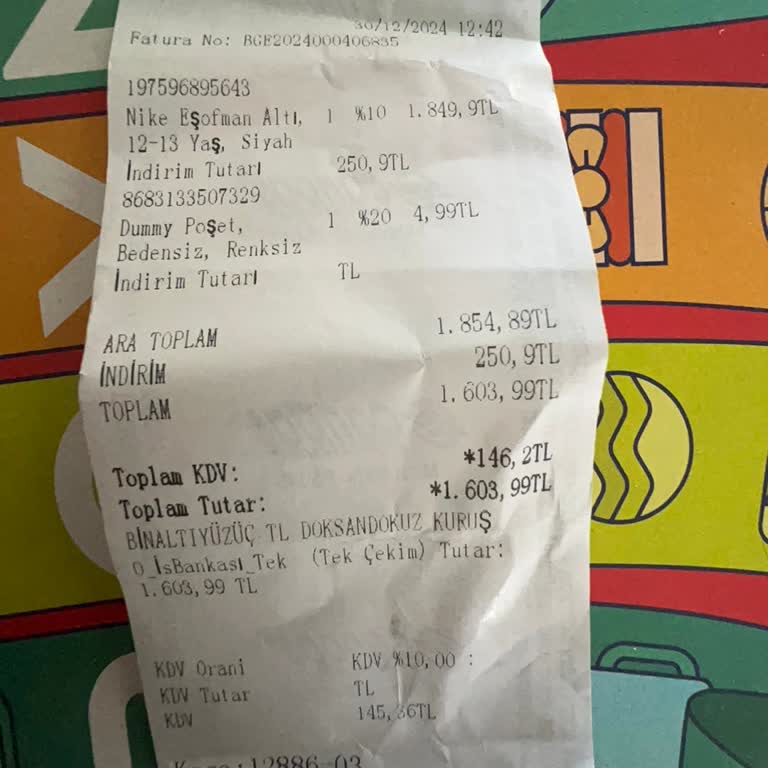 30/12/2024 12:42
Fatura No: BGE2024000406835
197596895643
Nike Eşofman Altı, 1 %10 1.849,9TL
12-13 Yaş, Siyah
İndirim Tutarı 250,9TL
8683133507329
Dummy Poşet, 1 %20 4,99TL
Bedensiz, Renksiz
İndirim Tutarı TL
ARA TOPLAM 1.854,89TL
İNDİRİM 250,9TL
TOPLAM 1.603,99TL
Toplam KDV: *146,2TL
Toplam Tutar: *1.603,99TL
BİNALTIYÜZÜÇ TL DOKSANDOKUZ KURUŞ
0_İsBankası_Tek (Tek Çekim) Tutar:
1.603,99 TL
KDV Orani KDV %10,00 :
KDV Tutar TL
KDV 145,36TL
12886-03